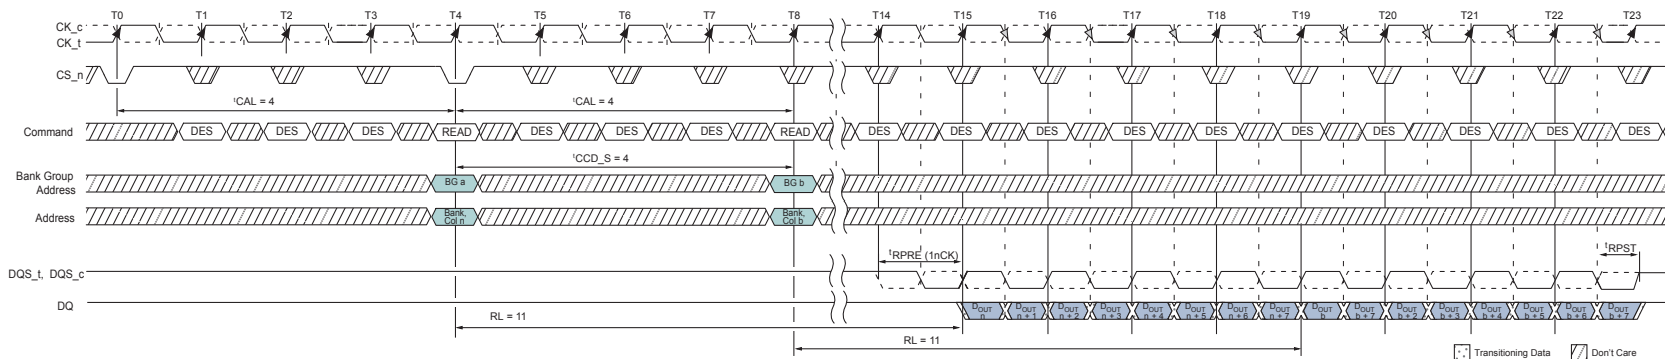 T0 T1 T2 T3 T4 T5 T6 T7 T8 T14 T15 T16 T17 T18 T19 T20 T21 T22 T23
CK_c
CK_t
CS_n
tCAL = 4 tCAL = 4
Command DES DES DES READ DES DES DES READ DES DES DES DES DES DES DES DES DES DES
tCCD_S = 4
Bank Group
Address
BG a BG b
Address
Bank,
Col n
Bank,
Col b
tRPRE (1nCK) tRPST
DQS_t, DQS_c
DQ
DOUT
n
DOUT
n + 1
DOUT
n + 2
DOUT
n + 3
DOUT
n + 4
DOUT
n + 5
DOUT
n + 6
DOUT
n + 7
DOUT
b
DOUT
b + 7
DOUT
b + 2
DOUT
b + 3
DOUT
b + 4
DOUT
b + 5
DOUT
b + 6
DOUT
b + 7
RL = 11
RL = 11
Transitioning Data Don't Care